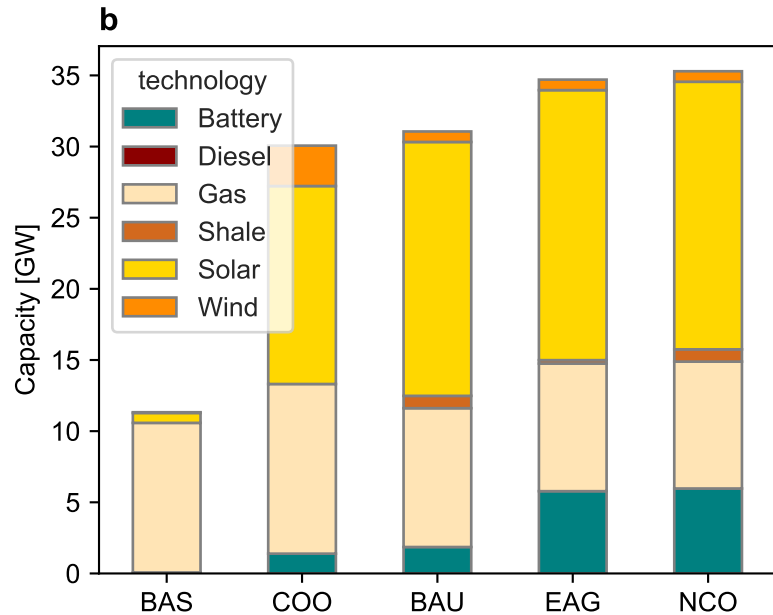 b
technology
Battery
Diesel
Gas
Shale
Solar
Wind
Capacity [GW]
35
30
25
20
15
10
5
0
BAS COO BAU EAG NCO